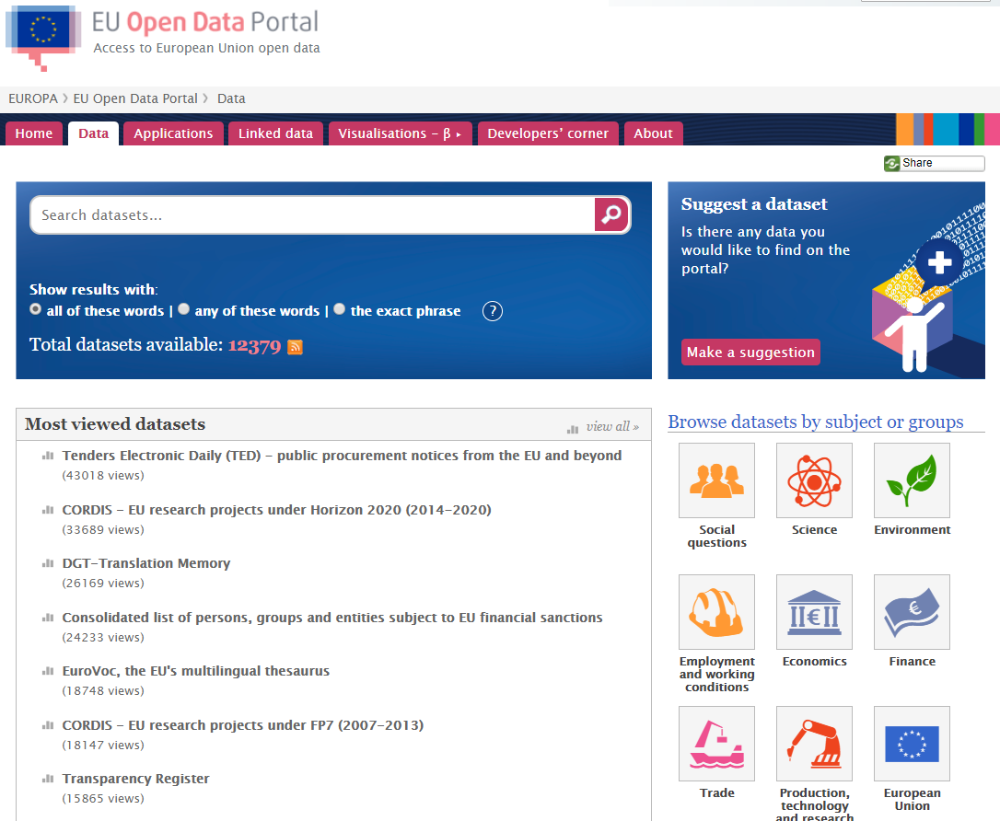 EU Open Data Portal
Access to European Union open data
EUROPA > EU Open Data Portal > Data
Home
Data
Applications
Linked data
Visualisations – β ▸
Developers' corner
About
Share
Search datasets...
Show results with:
all of these words | any of these words | the exact phrase ?
Total datasets available: 12379
Suggest a dataset
Is there any data you
would like to find on the
portal?
Make a suggestion
Most viewed datasets
view all »
Tenders Electronic Daily (TED) – public procurement notices from the EU and beyond
(43018 views)
CORDIS – EU research projects under Horizon 2020 (2014–2020)
(33689 views)
DGT–Translation Memory
(26169 views)
Consolidated list of persons, groups and entities subject to EU financial sanctions
(24233 views)
EuroVoc, the EU's multilingual thesaurus
(18748 views)
CORDIS – EU research projects under FP7 (2007–2013)
(18147 views)
Transparency Register
(15865 views)
Browse datasets by subject or groups
Social
questions
Science
Environment
Employment
and working
conditions
Economics
Finance
Trade
Production,
technology
and research
European
Union